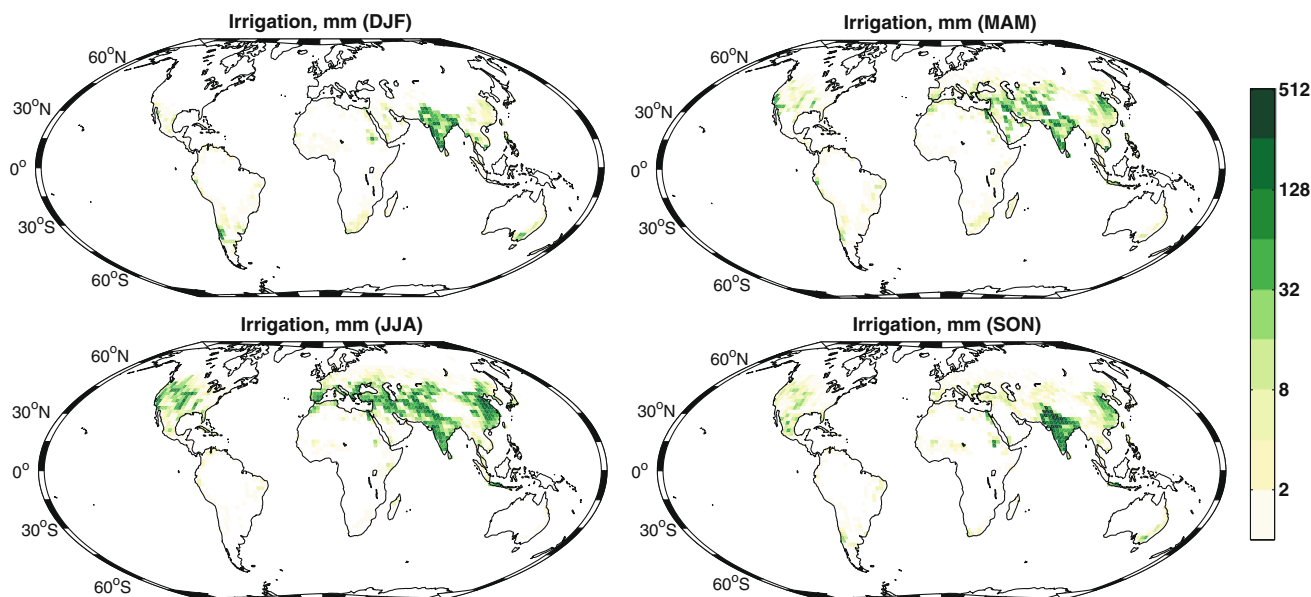 Irrigation, mm (DJF)
60°N
30°N
0°
30°S
60°S
Irrigation, mm (MAM)
60°N
30°N
0°
30°S
60°S
512
128
32
8
2
Irrigation, mm (JJA)
60°N
30°N
0°
30°S
60°S
Irrigation, mm (SON)
60°N
30°N
0°
30°S
60°S